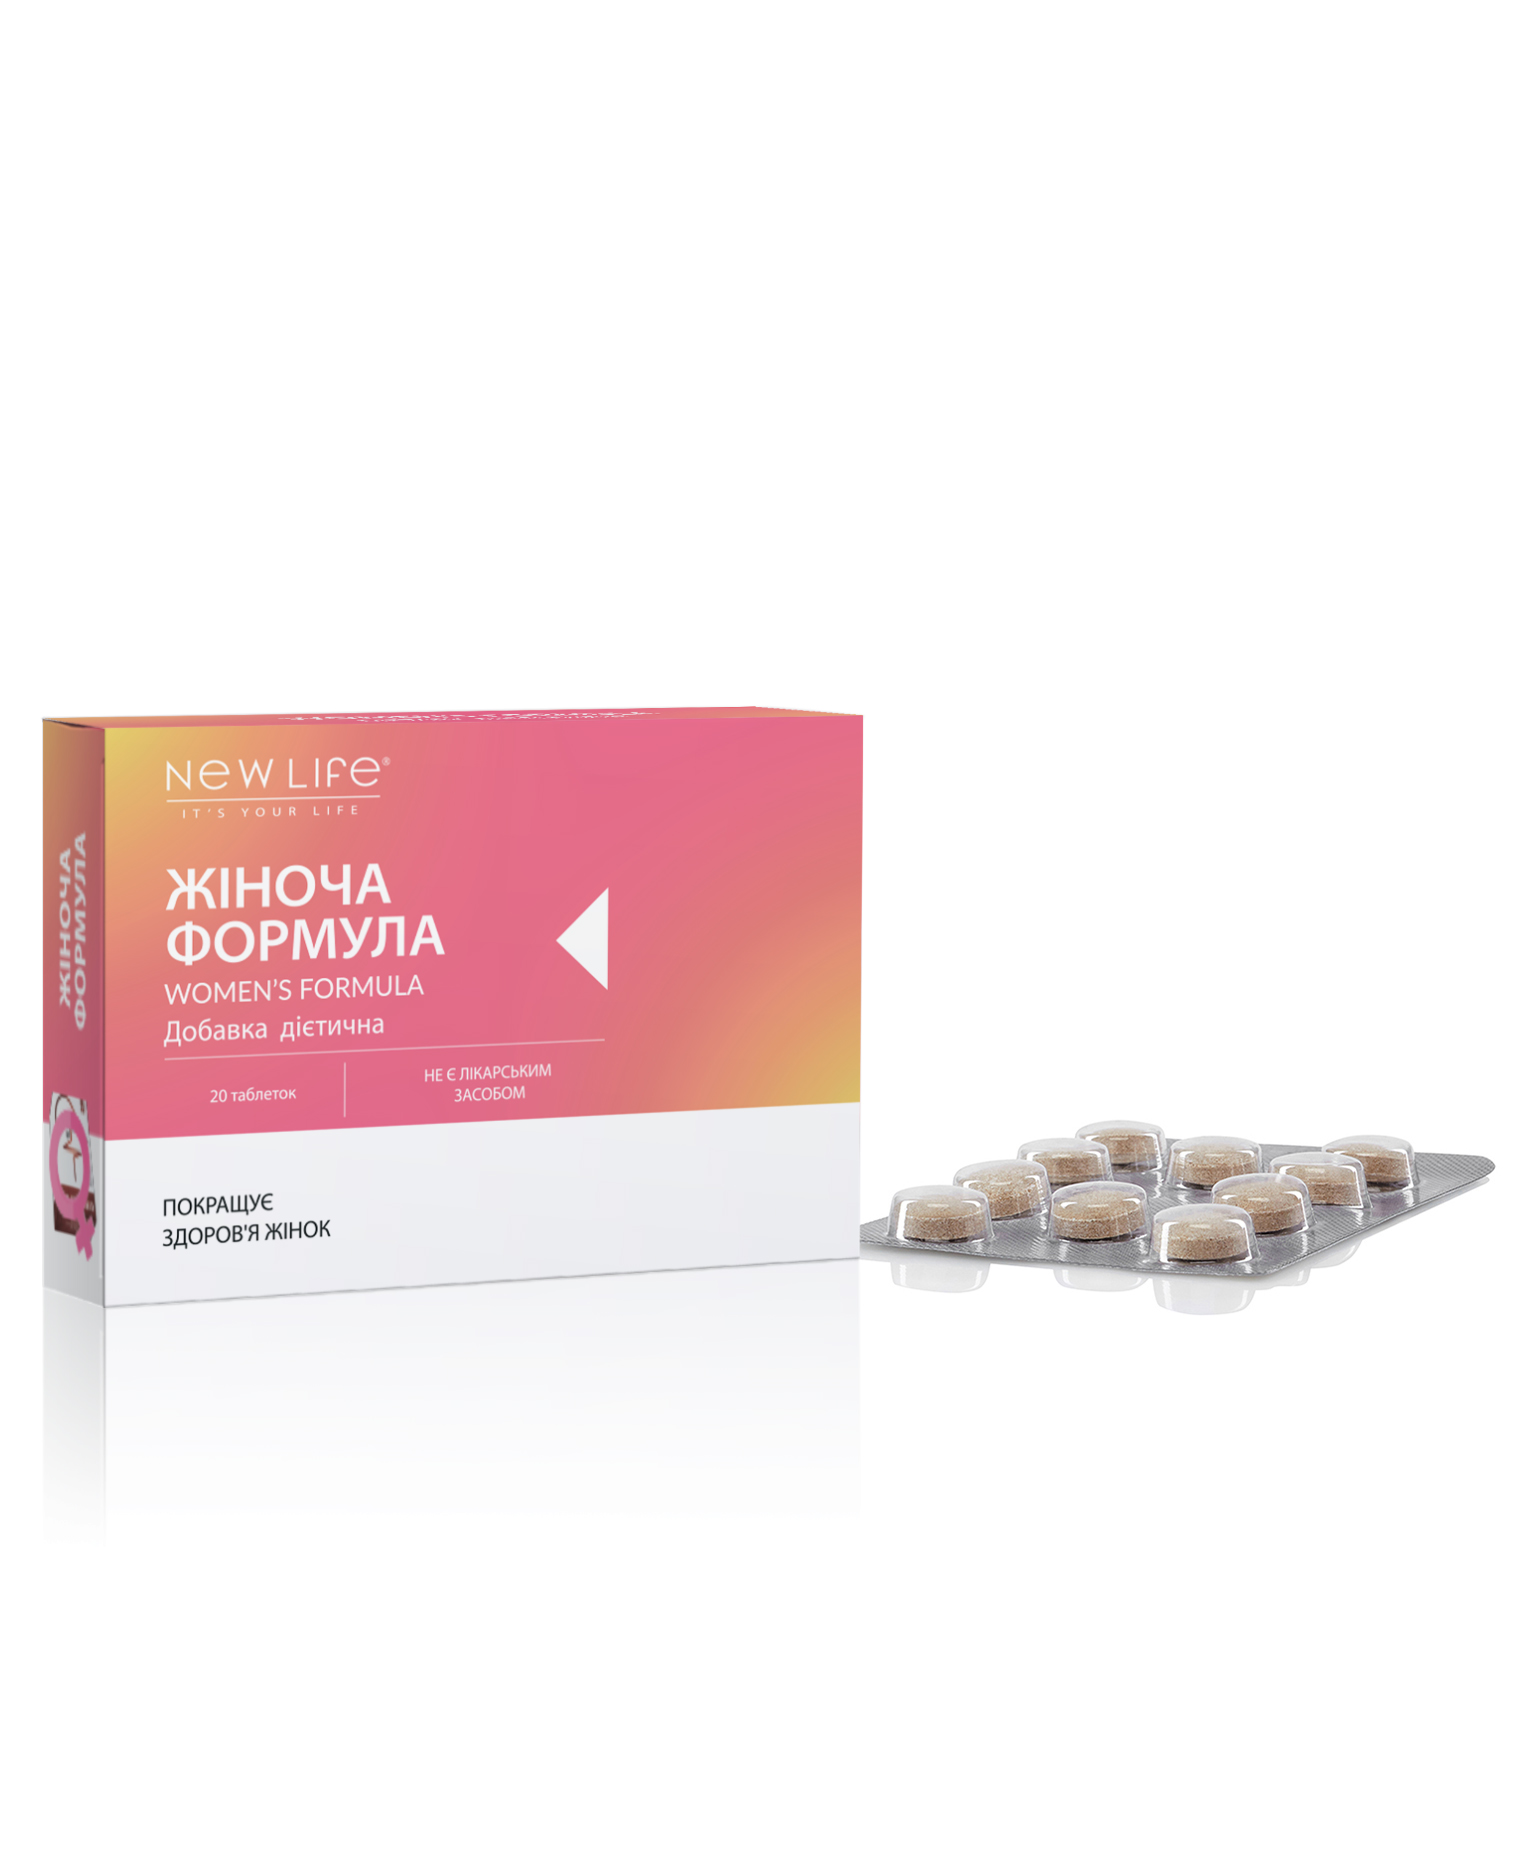 NEW LIFE®
IT'S YOUR LIFE
ЖІНОЧА
ФОРМУЛА
WOMEN'S FORMULA
Добавка дієтична
20 таблеток
НЕ Є ЛІКАРСЬКИМ
ЗАСОБОМ
ПОКРАЩУЄ
ЗДОРОВ'Я ЖІНОК
ЖІНОЧА
ФОРМУЛА